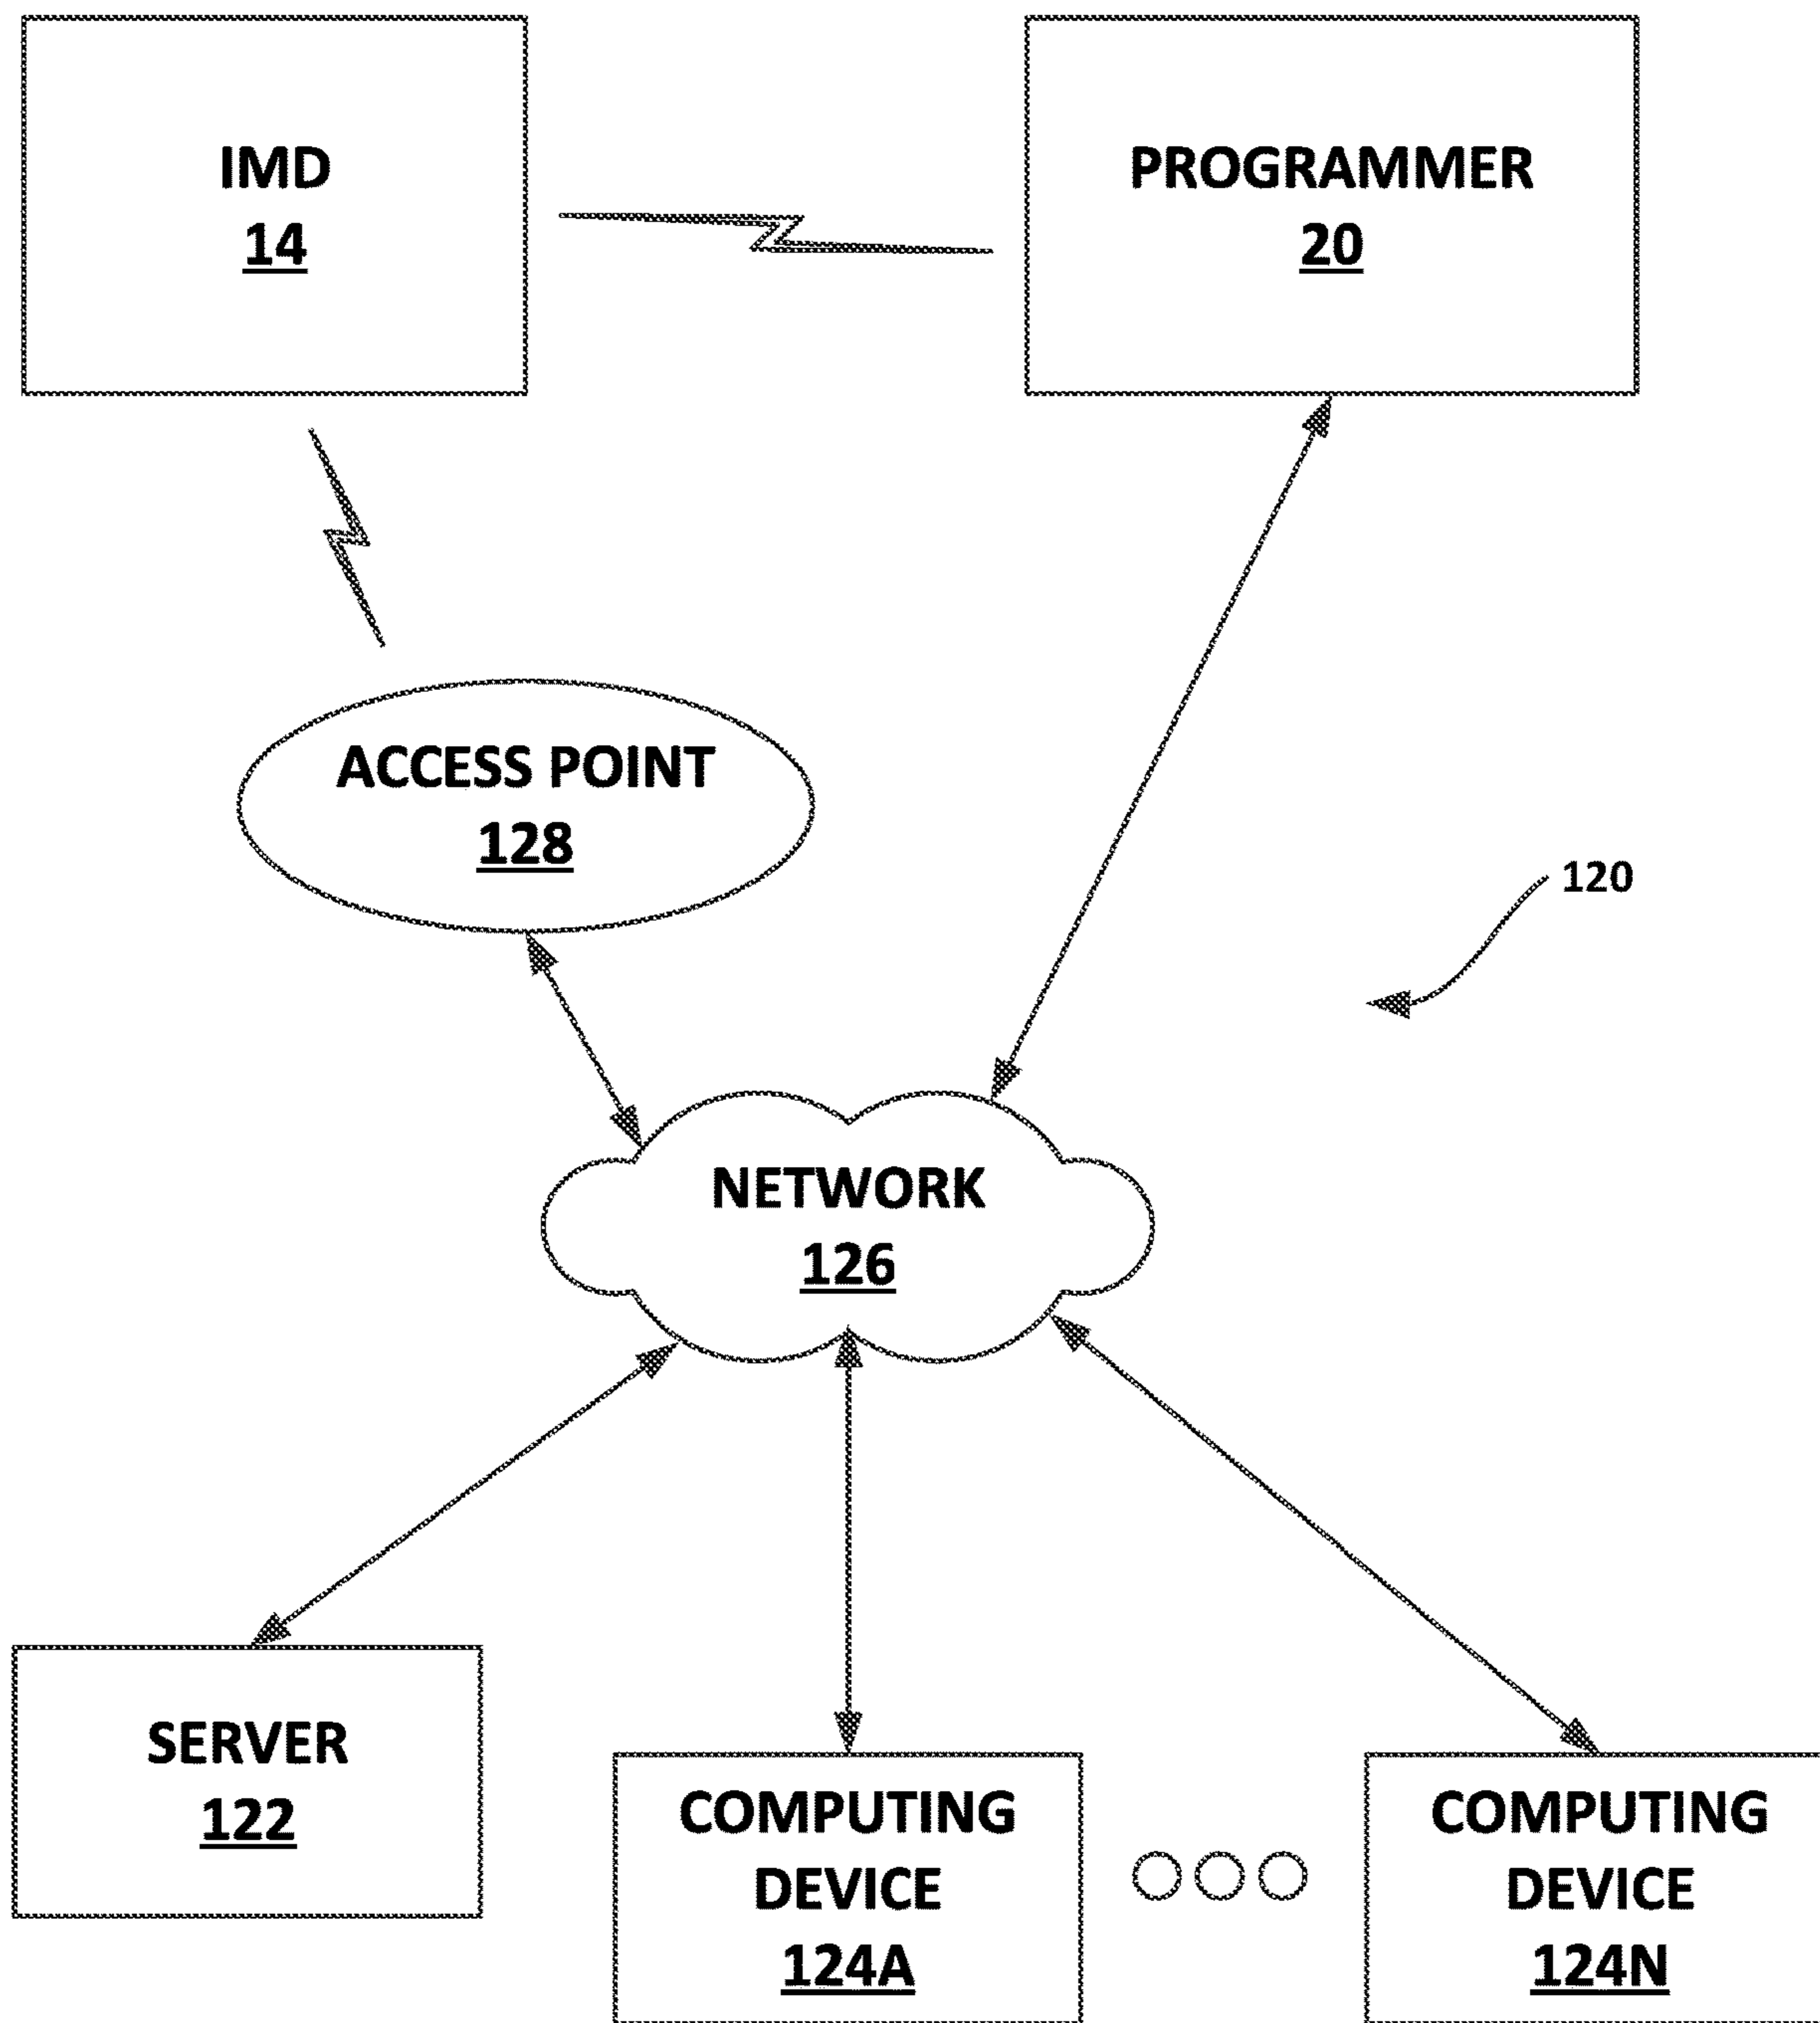 IMD
14
PROGRAMMER
20
ACCESS POINT
128
120
NETWORK
126
SERVER
122
COMPUTING
DEVICE
124A
COMPUTING
DEVICE
124N